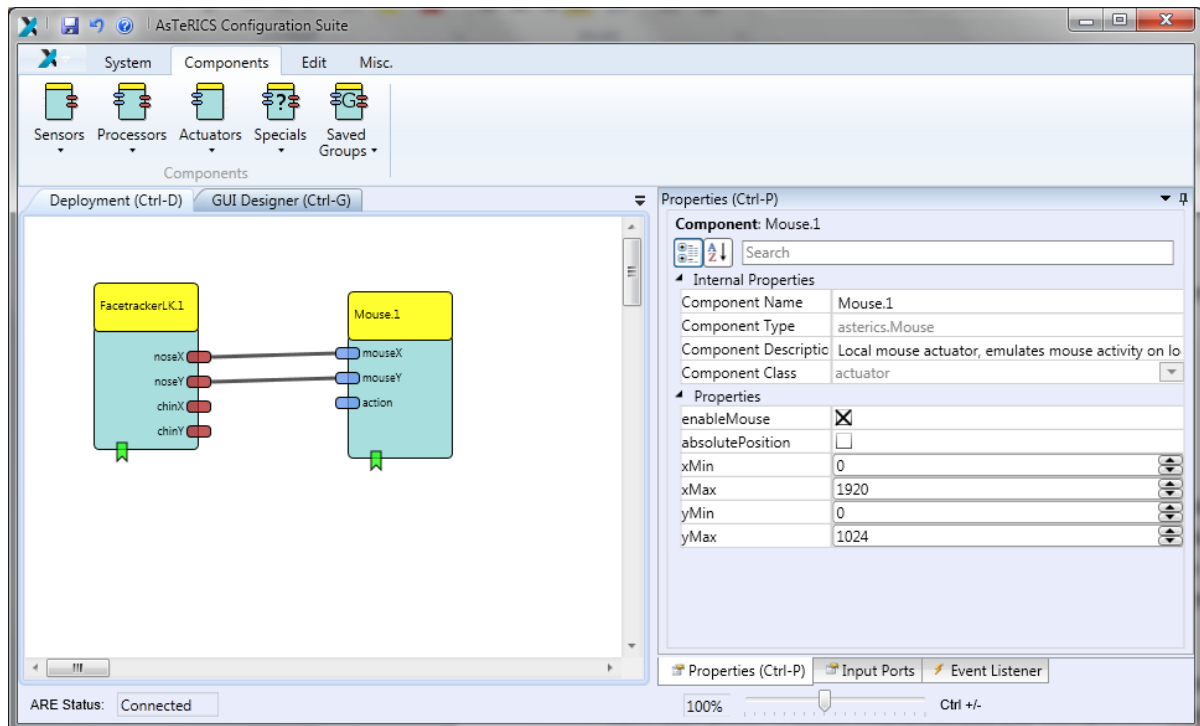 AsTeRICS Configuration Suite
System Components Edit Misc.
Sensors Processors Actuators Specials Saved Groups
Components
Deployment (Ctrl-D) GUI Designer (Ctrl-G)
Properties (Ctrl-P)
Component: Mouse.1
Search
Internal Properties
Component Name Mouse.1
Component Type asterics.Mouse
Component Descriptio Local mouse actuator, emulates mouse activity on lo
Component Class actuator
Properties
enableMouse
absolutePosition
xMin 0
xMax 1920
yMin 0
yMax 1024
FacetrackerLK.1
noseX
noseY
chinX
chinY
Mouse.1
mouseX
mouseY
action
Properties (Ctrl-P) Input Ports Event Listener
ARE Status: Connected
100% Ctrl +/-